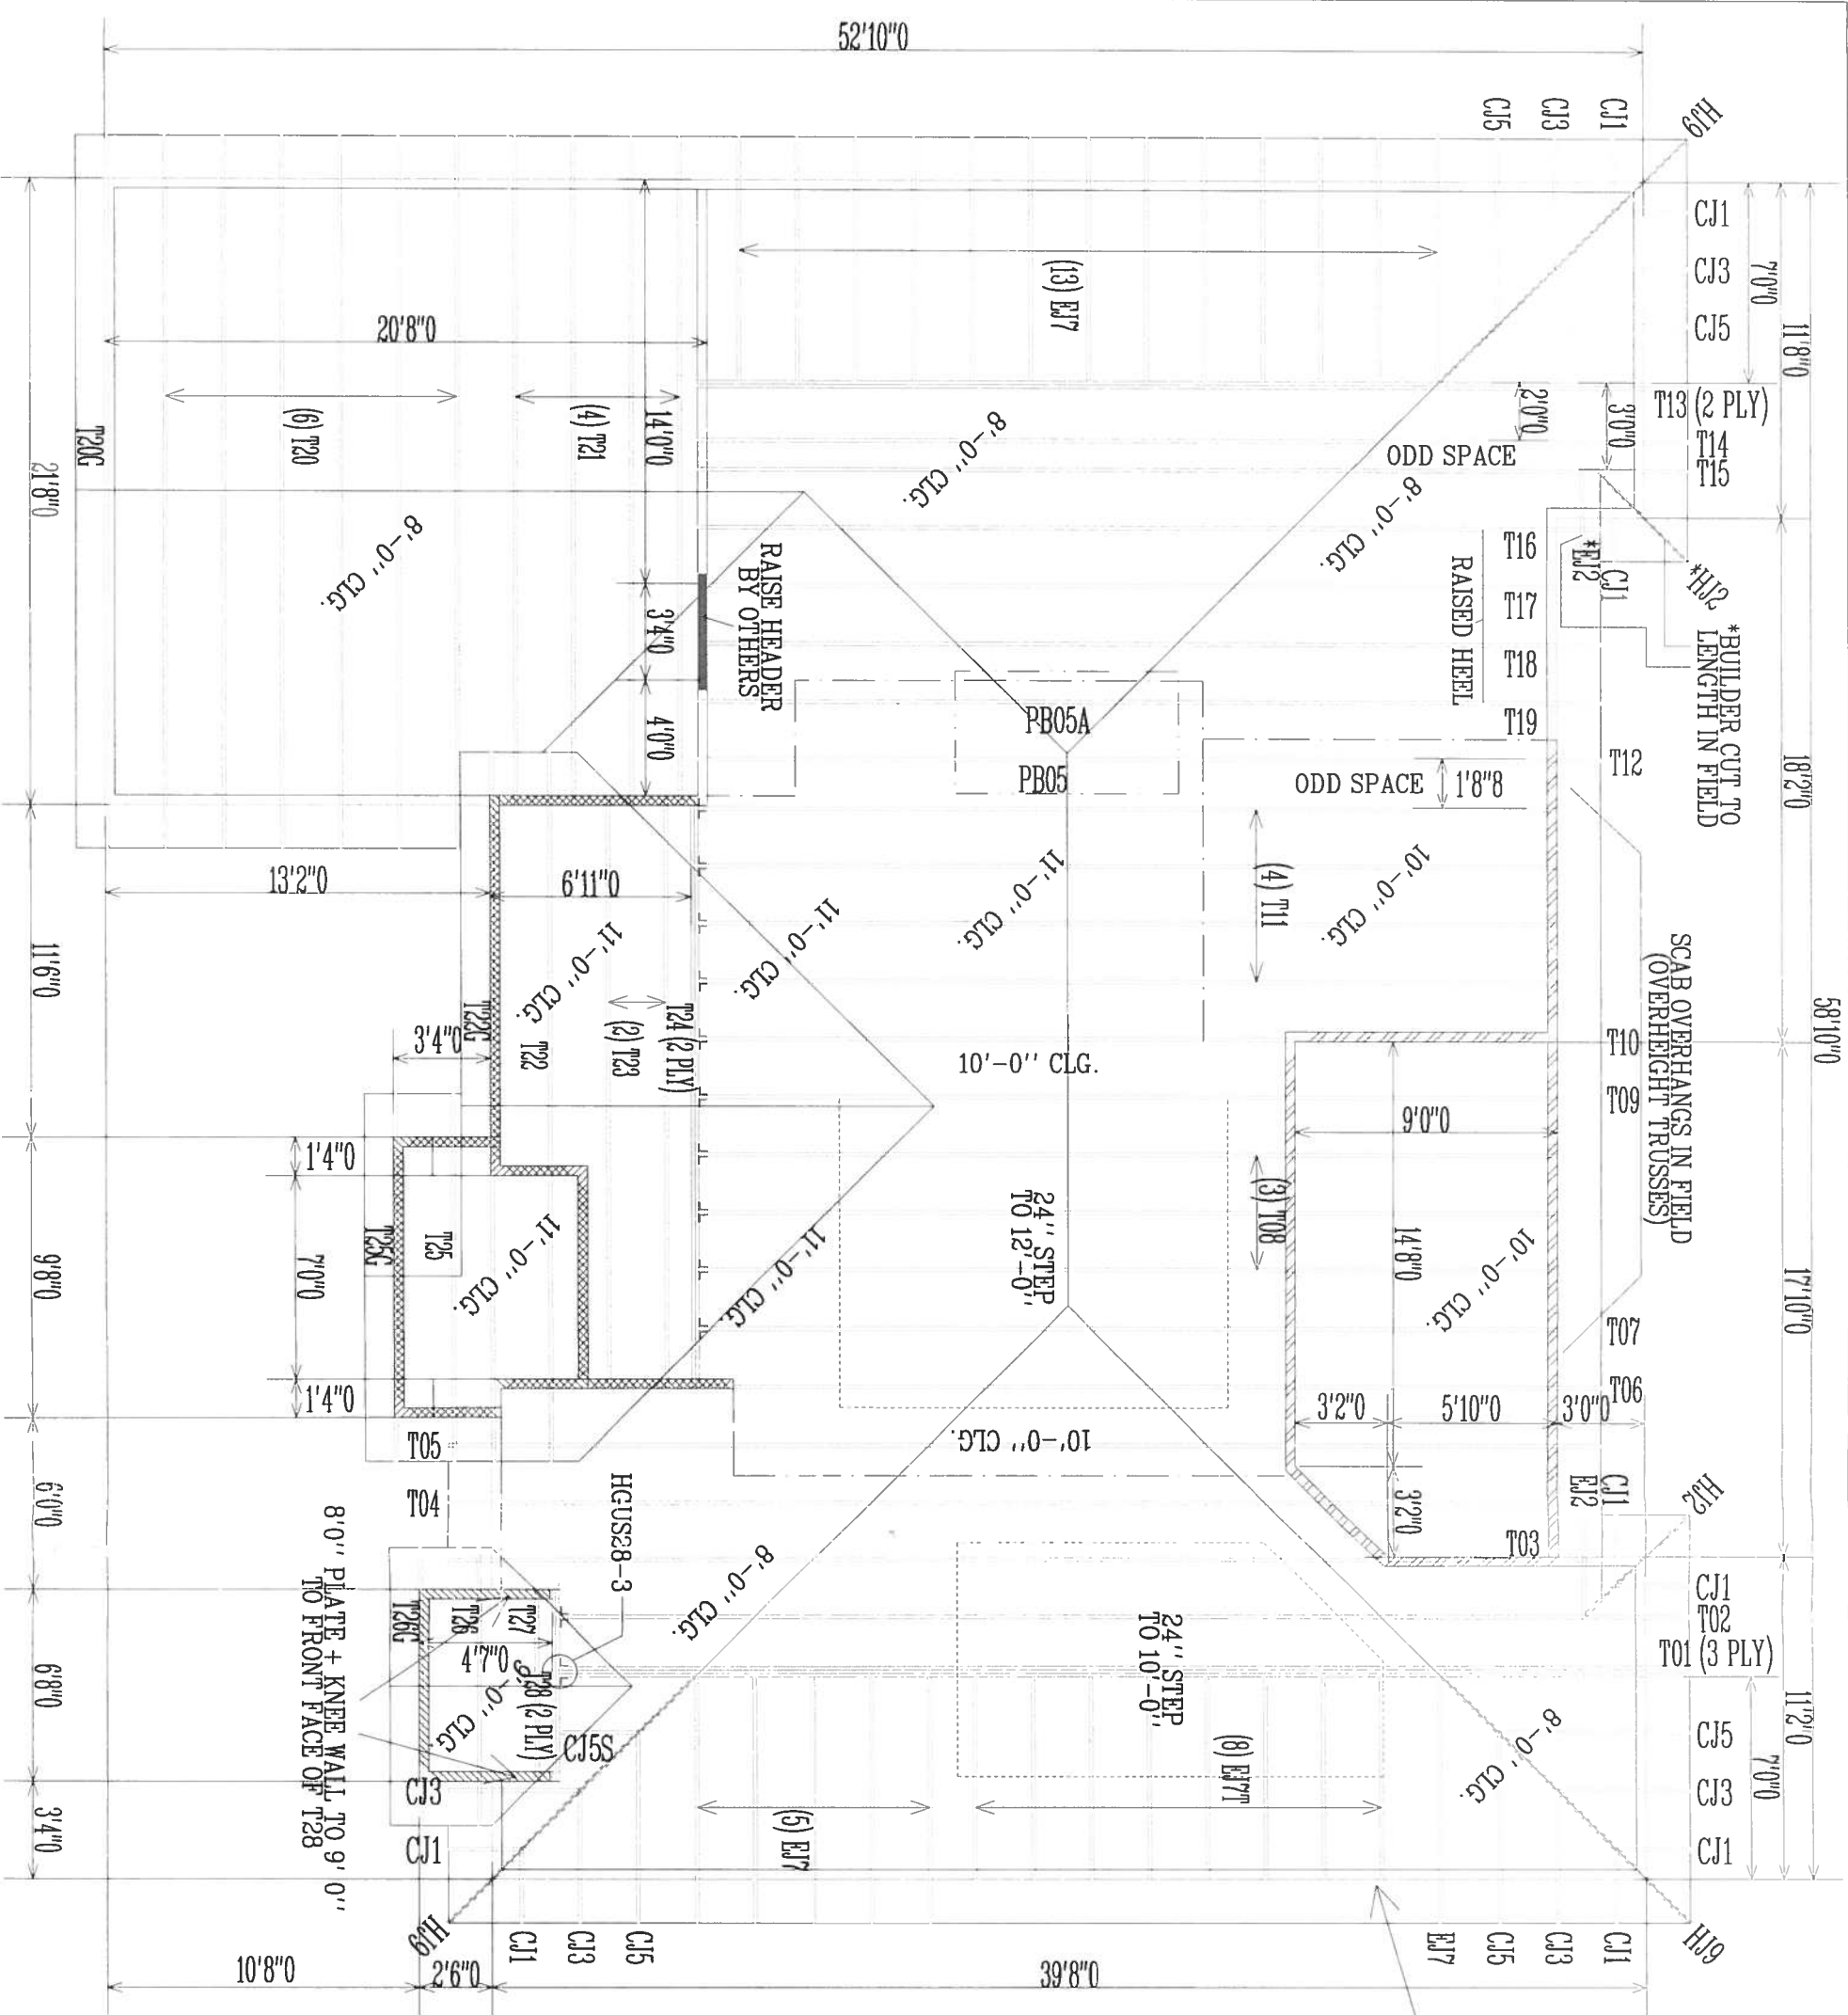 52'10"0
CJ5
CJ3
CJ1
HJ9
CJ1
CJ3
CJ5
7'0"0
11'8"0
T13 (2 PLY)
T14
T15
2'0"0
3'0"0
ODD SPACE
(13) EJ7
20'8"0
(6) T20
(4) T21
14'0"0
T20G
21'8"0
8'-0'' CLG.
8'-0'' CLG.
8'-0'' CLG.
RAISE HEADER
BY OTHERS
3'4"0
4'0"0
T16
T17
T18
T19
RAISED HEEL
*EJ2
CJ1
*HJ2
*BUILDER CUT TO
LENGTH IN FIELD
T12
18'2"0
58'10"0
PB05A
PB05
ODD SPACE
1'8"8
(4) T11
10'-0'' CLG.
11'-0'' CLG.
11'-0'' CLG.
11'-0'' CLG.
13'2"0
6'11"0
11'6"0
T22G
T22
(2) T23
T24 (2 PLY)
3'4"0
10'-0'' CLG.
SCAB OVERHANGS IN FIELD
(OVERHEIGHT TRUSSES)
T10
T09
9'0"0
(3) T08
14'8"0
10'-0'' CLG.
17'10"0
T07
T06
3'2"0
5'10"0
3'0"0
3'2"0
24'' STEP
TO 12'-0''
10'-0'' CLG.
11'-0'' CLG.
11'-0'' CLG.
1'4"0
7'0"0
1'4"0
9'8"0
T25G
T25
T05
T04
6'0"0
HGUS28-3
8'-0'' CLG.
CJ1
EJ2
HJ2
T03
CJ1
T02
T01 (3 PLY)
24'' STEP
TO 10'-0''
(8) EJ7T
(5) EJ7
8'-0'' CLG.
11'2"0
7'0"0
CJ5
CJ3
CJ1
T26G
T26
T27
4'7"0
T28 (2 PLY)
9'-0'' CLG.
CJ5S
8'0'' PLATE + KNEE WALL TO 9' 0''
TO FRONT FACE OF T28
6'8"0
3'4"0
CJ3
CJ1
HJ9
CJ1
CJ3
CJ5
EJ7
CJ5
CJ3
CJ1
HJ9
10'8"0
2'6"0
39'8"0